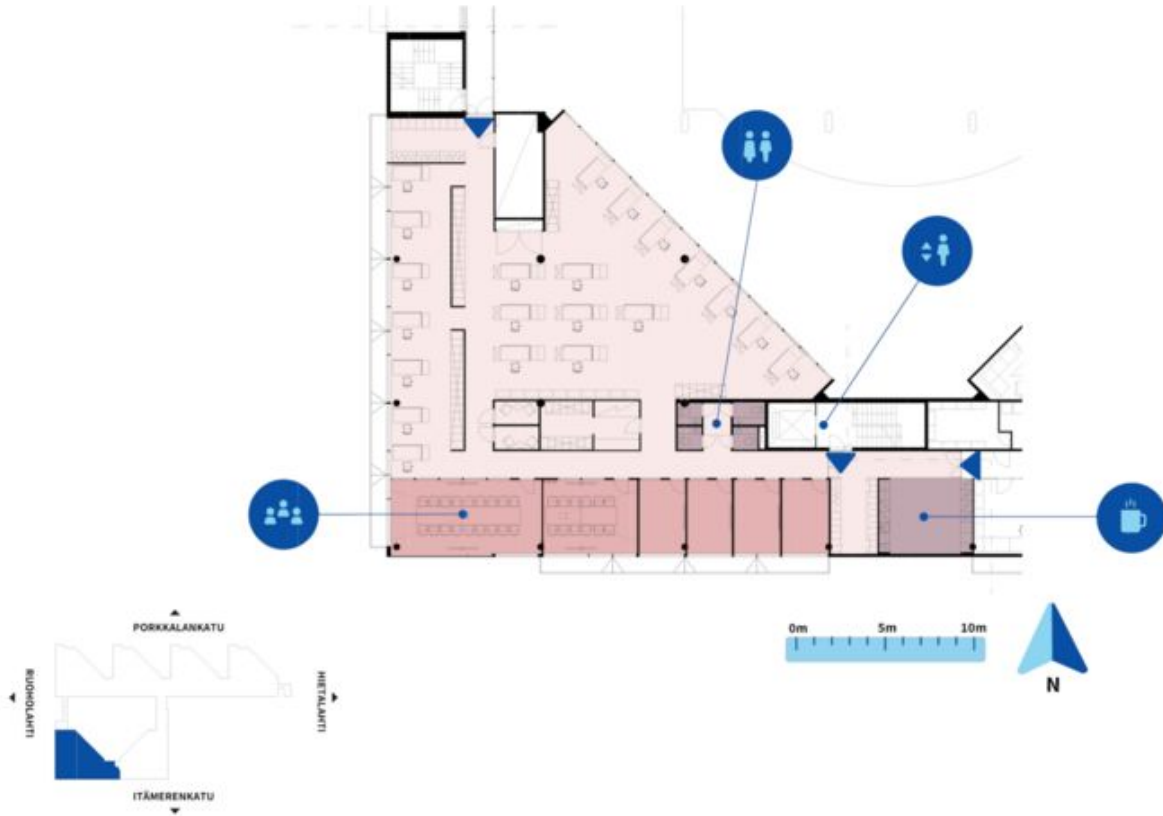 0m 5m 10m
N
PORKKALANKATU
RUOHOLAHTI
HIETALAHTI
ITÄMERENKATU